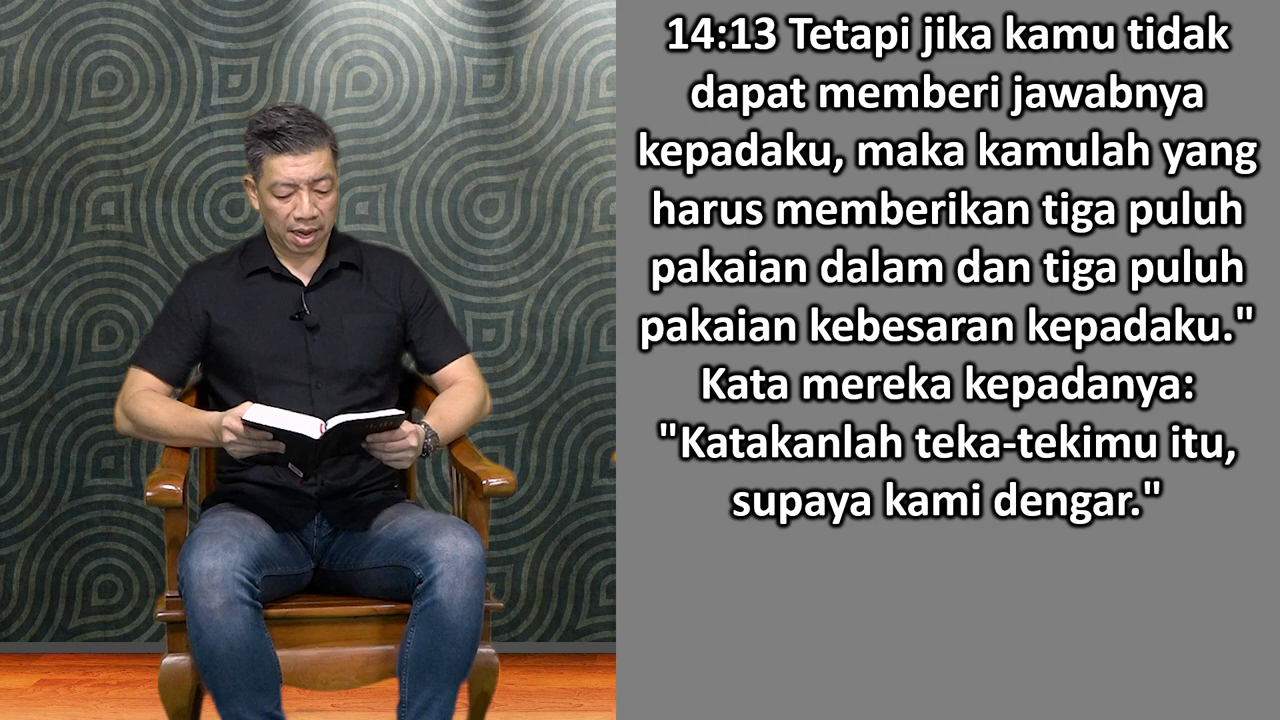 14:13 Tetapi jika kamu tidak
dapat memberi jawabnya
kepadaku, maka kamulah yang
harus memberikan tiga puluh
pakaian dalam dan tiga puluh
pakaian kebesaran kepadaku."
Kata mereka kepadanya:
"Katakanlah teka-tekimu itu,
supaya kami dengar."